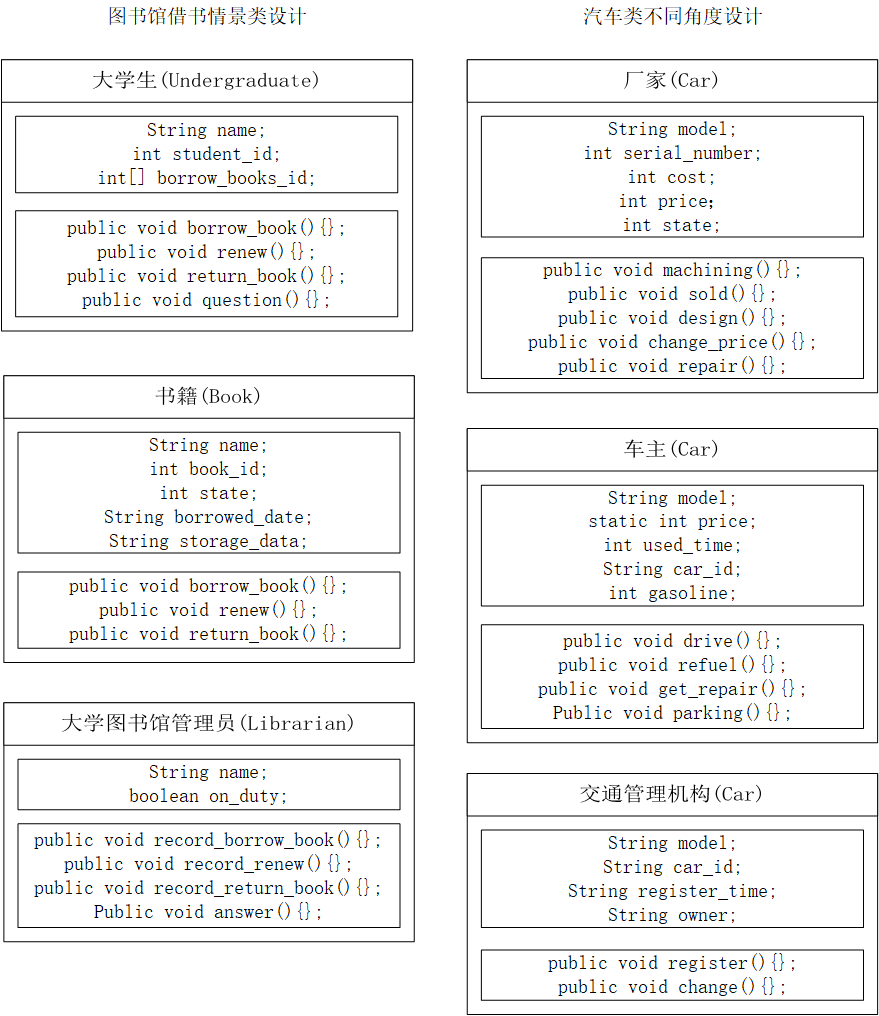 图书馆借书情景类设计
大学生(Undergraduate)
String name;
int student_id;
int[] borrow_books_id;
public void borrow_book(){};
public void renew(){};
public void return_book(){};
public void question(){};
书籍(Book)
String name;
int book_id;
int state;
String borrowed_date;
String storage_data;
public void borrow_book(){};
public void renew(){};
public void return_book(){};
大学图书馆管理员(Librarian)
String name;
boolean on_duty;
public void record_borrow_book(){};
public void record_renew(){};
public void record_return_book(){};
Public void answer(){};
汽车类不同角度设计
厂家(Car)
String model;
int serial_number;
int cost;
int price;
int state;
public void machining(){};
public void sold(){};
public void design(){};
public void change_price(){};
public void repair(){};
车主(Car)
String model;
static int price;
int used_time;
String car_id;
int gasoline;
public void drive(){};
public void refuel(){};
public void get_repair(){};
Public void parking(){};
交通管理机构(Car)
String model;
String car_id;
String register_time;
String owner;
public void register(){};
public void change(){};